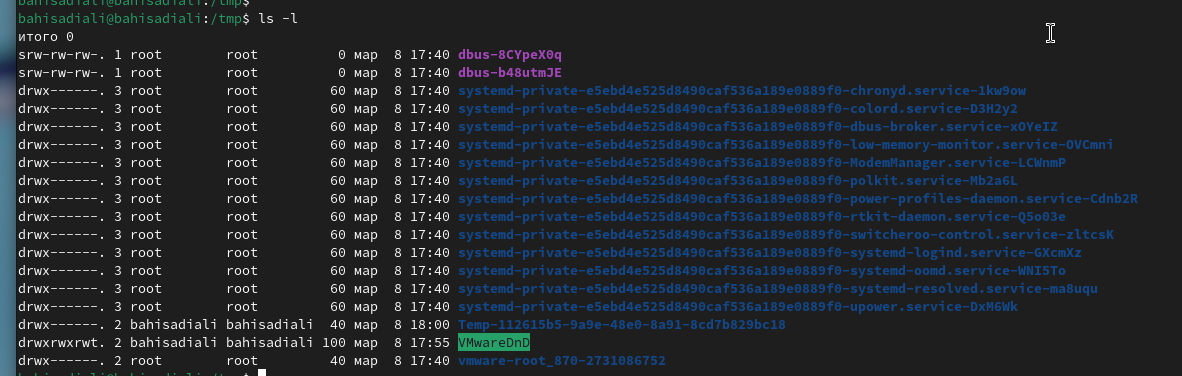 bahisadiali@bahisadiali:/tmp$
bahisadiali@bahisadiali:/tmp$ ls -l
итого 0
srw-rw-rw-. 1 root        root          0 мар  8 17:40 dbus-8CYpeX0q
srw-rw-rw-. 1 root        root          0 мар  8 17:40 dbus-b48utmJE
drwx------. 3 root        root         60 мар  8 17:40 systemd-private-e5ebd4e525d8490caf536a189e0889f0-chronyd.service-1kw9ow
drwx------. 3 root        root         60 мар  8 17:40 systemd-private-e5ebd4e525d8490caf536a189e0889f0-colord.service-D3H2y2
drwx------. 3 root        root         60 мар  8 17:40 systemd-private-e5ebd4e525d8490caf536a189e0889f0-dbus-broker.service-xOYeIZ
drwx------. 3 root        root         60 мар  8 17:40 systemd-private-e5ebd4e525d8490caf536a189e0889f0-low-memory-monitor.service-OVCmni
drwx------. 3 root        root         60 мар  8 17:40 systemd-private-e5ebd4e525d8490caf536a189e0889f0-ModemManager.service-LCWnmP
drwx------. 3 root        root         60 мар  8 17:40 systemd-private-e5ebd4e525d8490caf536a189e0889f0-polkit.service-Mb2a6L
drwx------. 3 root        root         60 мар  8 17:40 systemd-private-e5ebd4e525d8490caf536a189e0889f0-power-profiles-daemon.service-Cdnb2R
drwx------. 3 root        root         60 мар  8 17:40 systemd-private-e5ebd4e525d8490caf536a189e0889f0-rtkit-daemon.service-Q5o03e
drwx------. 3 root        root         60 мар  8 17:40 systemd-private-e5ebd4e525d8490caf536a189e0889f0-switcheroo-control.service-zltcsK
drwx------. 3 root        root         60 мар  8 17:40 systemd-private-e5ebd4e525d8490caf536a189e0889f0-systemd-logind.service-GXcmXz
drwx------. 3 root        root         60 мар  8 17:40 systemd-private-e5ebd4e525d8490caf536a189e0889f0-systemd-oomd.service-WNI5To
drwx------. 3 root        root         60 мар  8 17:40 systemd-private-e5ebd4e525d8490caf536a189e0889f0-systemd-resolved.service-ma8uqu
drwx------. 3 root        root         60 мар  8 17:40 systemd-private-e5ebd4e525d8490caf536a189e0889f0-upower.service-DxM6Wk
drwx------. 2 bahisadiali bahisadiali  40 мар  8 18:00 Temp-112615b5-9a9e-48e0-8a91-8cd7b829bc18
drwxrwxrwt. 2 bahisadiali bahisadiali 100 мар  8 17:55 VMwareDnD
drwx------. 2 root        root         40 мар  8 17:40 vmware-root_870-2731086752
bahisadiali@bahisadiali:/tmp$